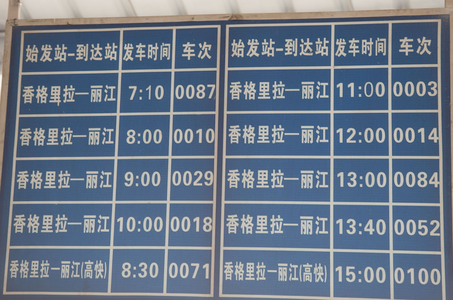 始发站-到达站 发车时间 车次 始发站-到达站 发车时间 车次
香格里拉—丽江 7:10 0087 香格里拉—丽江 11:00 0003
香格里拉—丽江 8:00 0010 香格里拉—丽江 12:00 0014
香格里拉—丽江 9:00 0029 香格里拉—丽江 13:00 0084
香格里拉—丽江 10:00 0018 香格里拉—丽江 13:40 0052
香格里拉—丽江(高快) 8:30 0071 香格里拉—丽江(高快) 15:00 0100